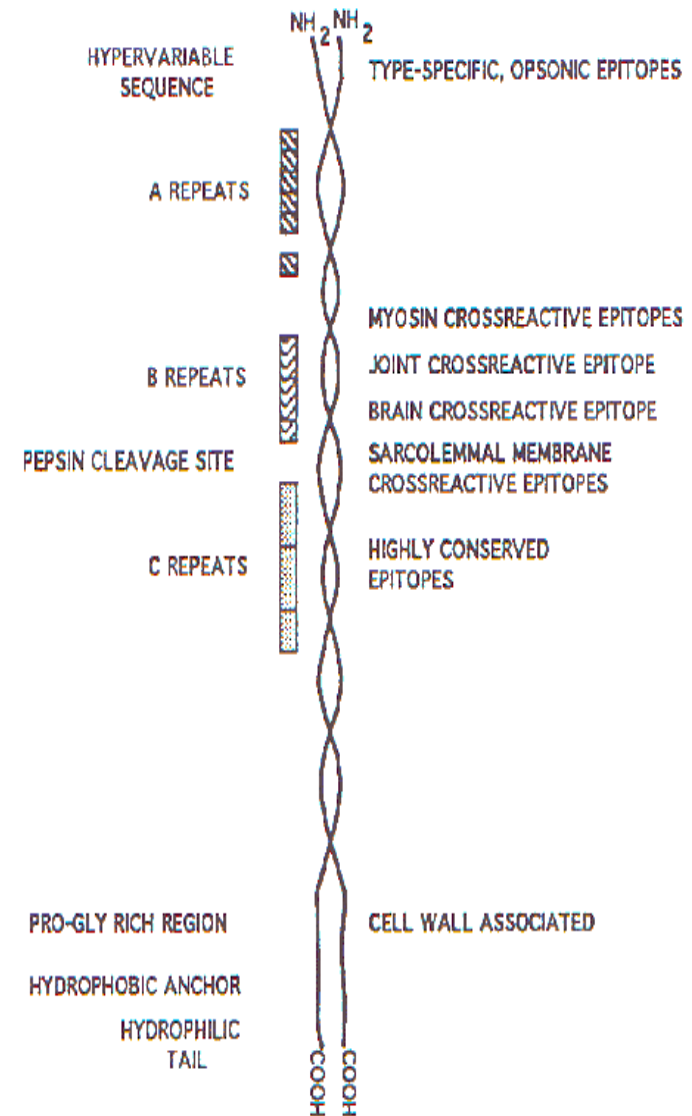 NH2 NH2
HYPERVARIABLE
SEQUENCE
TYPE-SPECIFIC, OPSONIC EPITOPES
A REPEATS
MYOSIN CROSSREACTIVE EPITOPES
JOINT CROSSREACTIVE EPITOPE
B REPEATS
BRAIN CROSSREACTIVE EPITOPE
PEPSIN CLEAVAGE SITE
SARCOLEMMAL MEMBRANE
CROSSREACTIVE EPITOPES
C REPEATS
HIGHLY CONSERVED
EPITOPES
PRO-GLY RICH REGION
CELL WALL ASSOCIATED
HYDROPHOBIC ANCHOR
HYDROPHILIC
TAIL
COOH
COOH